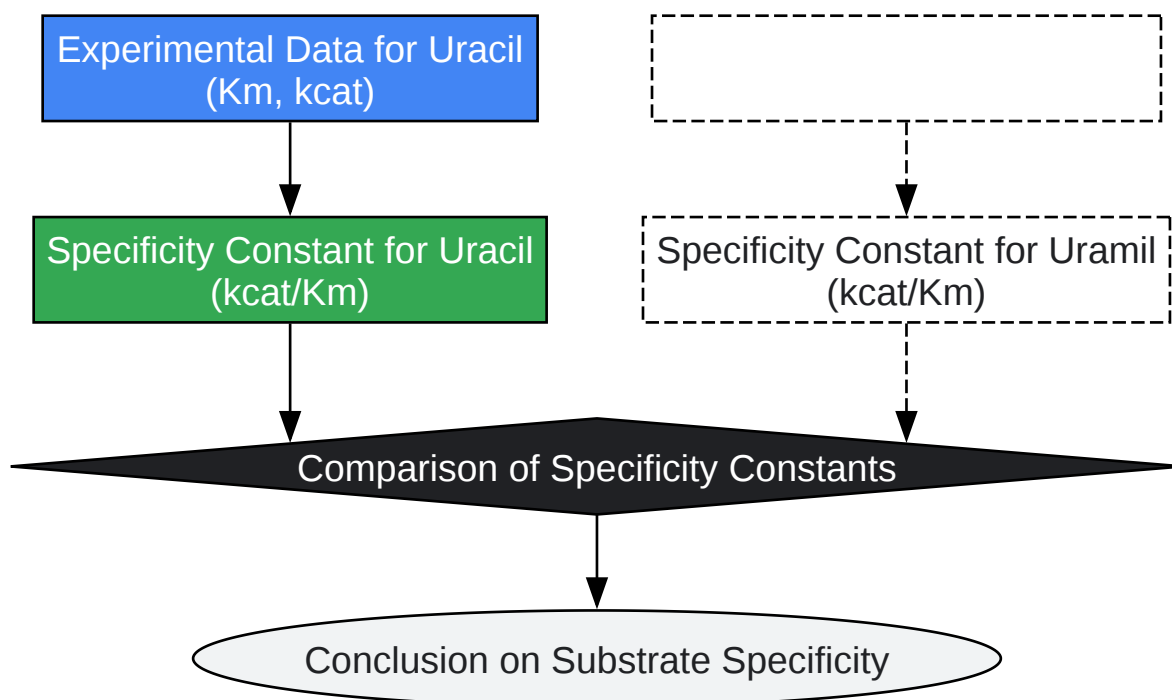 Experimental Data for Uracil
(Km, kcat)
Specificity Constant for Uracil
(kcat/Km)
Specificity Constant for Uramil
(kcat/Km)
Comparison of Specificity Constants
Conclusion on Substrate Specificity